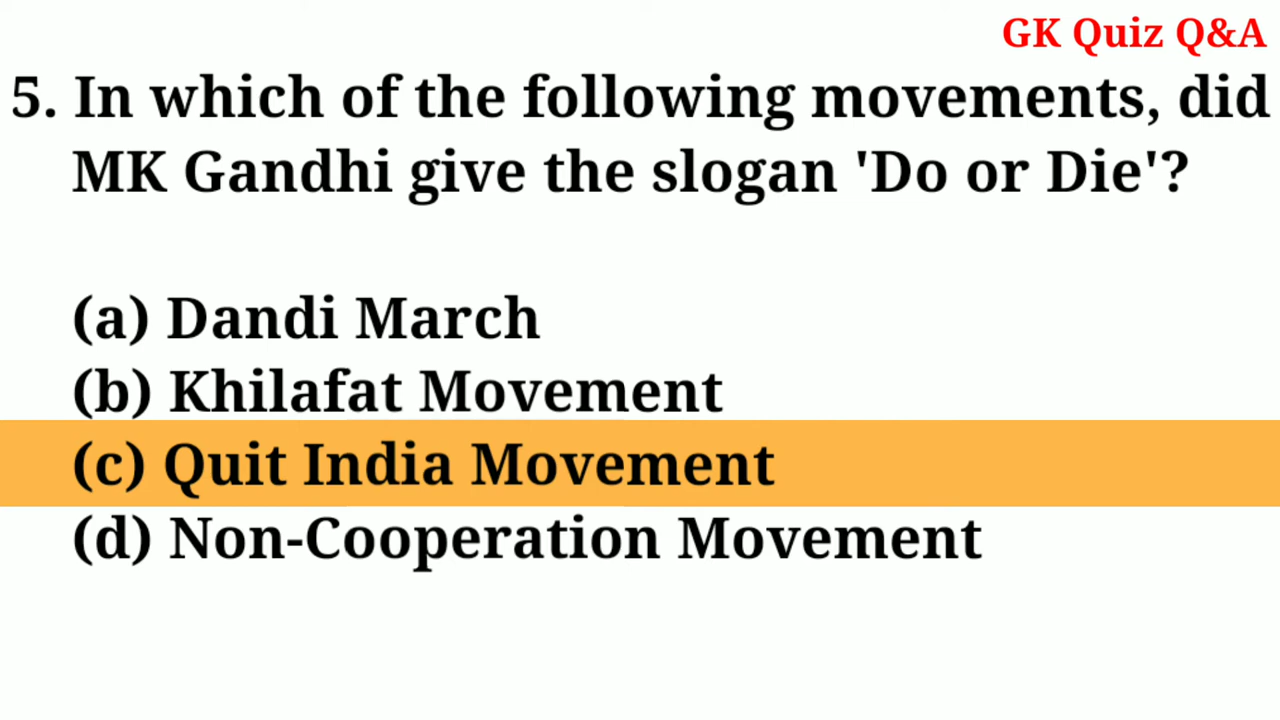 GK Quiz Q&A
5. In which of the following movements, did
MK Gandhi give the slogan 'Do or Die'?
(a) Dandi March
(b) Khilafat Movement
(c) Quit India Movement
(d) Non-Cooperation Movement